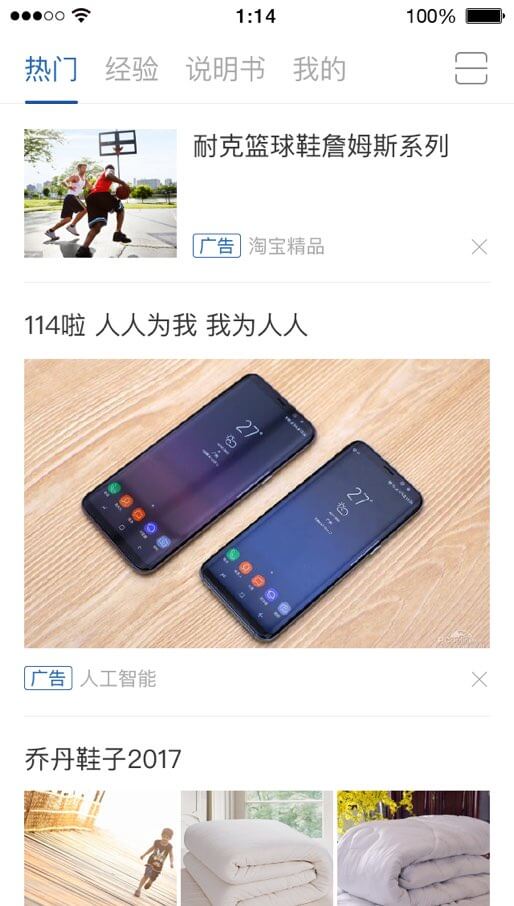 1:14
100%
热门 经验 说明书 我的
耐克篮球鞋詹姆斯系列
广告 淘宝精品
114啦 人人为我 我为人人
27°
27°
广告 人工智能
乔丹鞋子2017